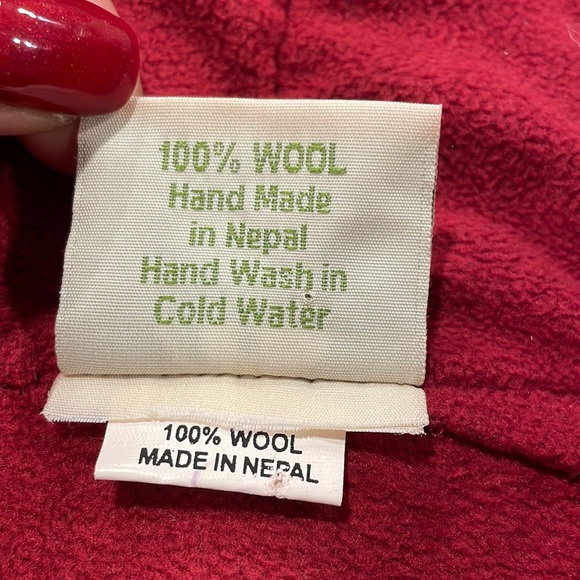 100% WOOL
Hand Made
in Nepal
Hand Wash in
Cold Water
100% WOOL
MADE IN NEPAL